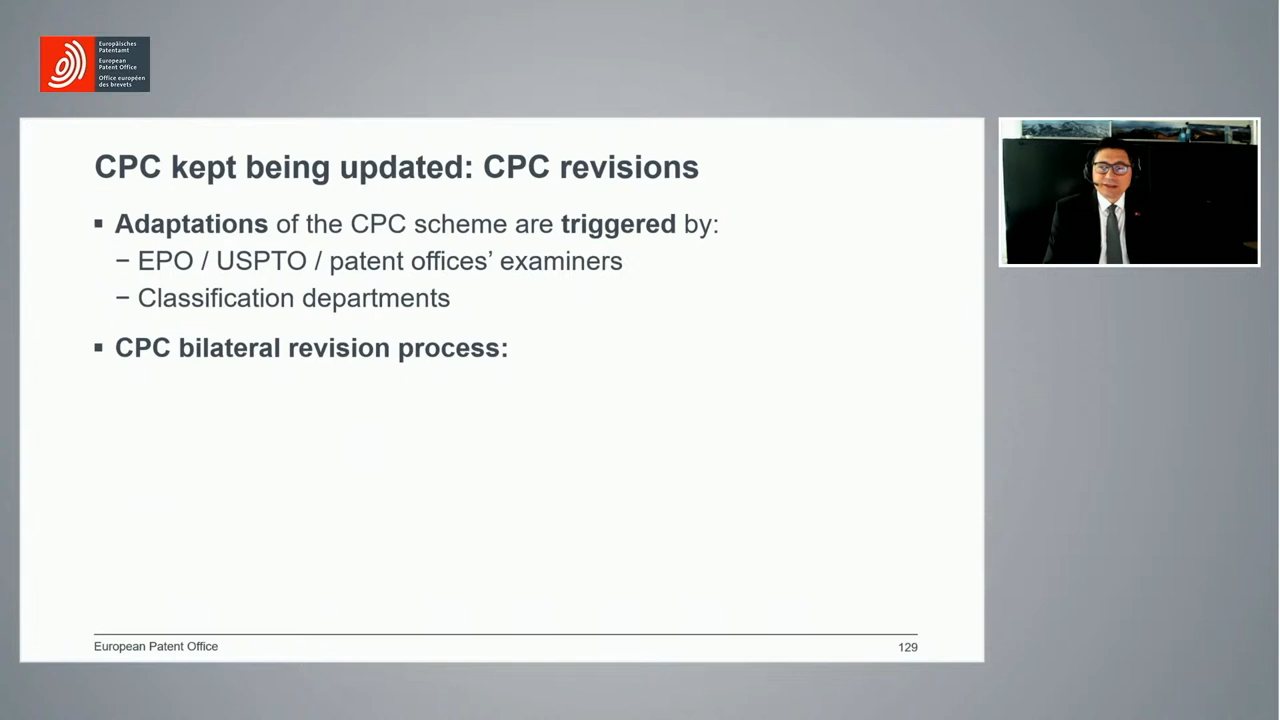 Europäisches
Patentamt
European
Patent Office
Office européen
des brevets
CPC kept being updated: CPC revisions
▪ Adaptations of the CPC scheme are triggered by:
− EPO / USPTO / patent offices’ examiners
− Classification departments
▪ CPC bilateral revision process:
European Patent Office
129